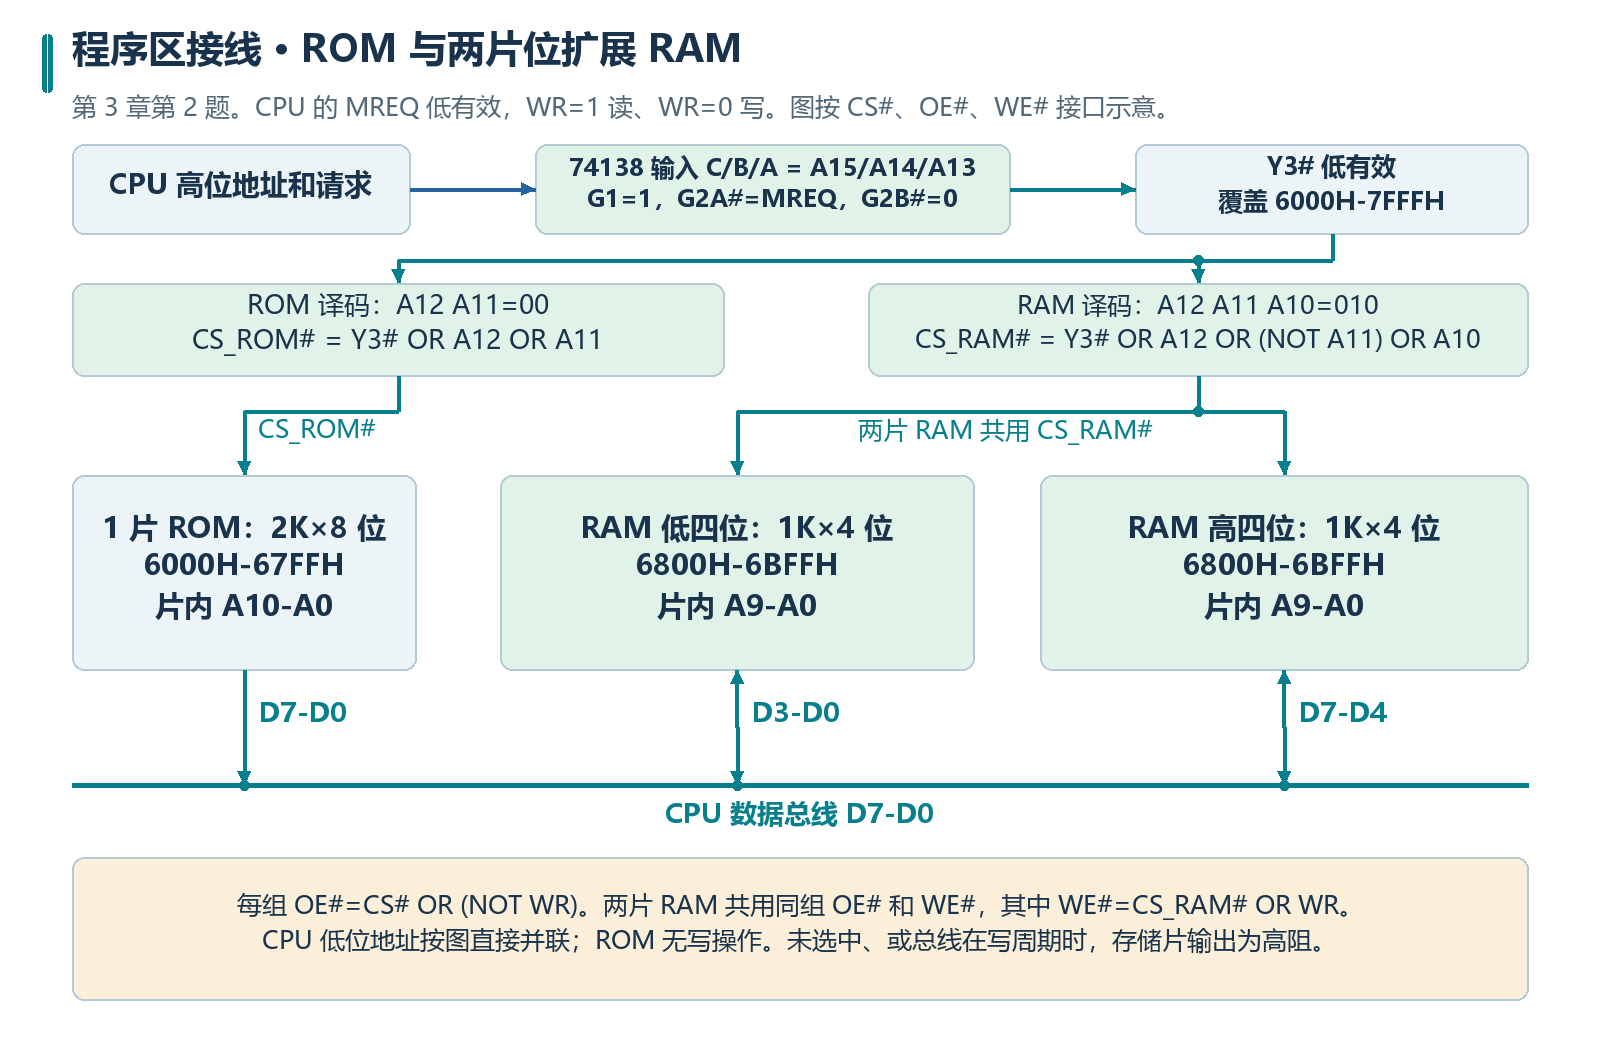 程序区接线 • ROM 与两片位扩展 RAM
第 3 章第 2 题。CPU 的 MREQ 低有效，WR=1 读、WR=0 写。图按 CS#、OE#、WE# 接口示意。
CPU 高位地址和请求
74138 输入 C/B/A = A15/A14/A13
G1=1，G2A#=MREQ，G2B#=0
Y3# 低有效
覆盖 6000H-7FFFH
ROM 译码：A12 A11=00
CS_ROM# = Y3# OR A12 OR A11
RAM 译码：A12 A11 A10=010
CS_RAM# = Y3# OR A12 OR (NOT A11) OR A10
CS_ROM#
两片 RAM 共用 CS_RAM#
1 片 ROM：2K×8 位
6000H-67FFH
片内 A10-A0
RAM 低四位：1K×4 位
6800H-6BFFH
片内 A9-A0
RAM 高四位：1K×4 位
6800H-6BFFH
片内 A9-A0
D7-D0
D3-D0
D7-D4
CPU 数据总线 D7-D0
每组 OE#=CS# OR (NOT WR)。两片 RAM 共用同组 OE# 和 WE#，其中 WE#=CS_RAM# OR WR。
CPU 低位地址按图直接并联；ROM 无写操作。未选中、或总线在写周期时，存储片输出为高阻。